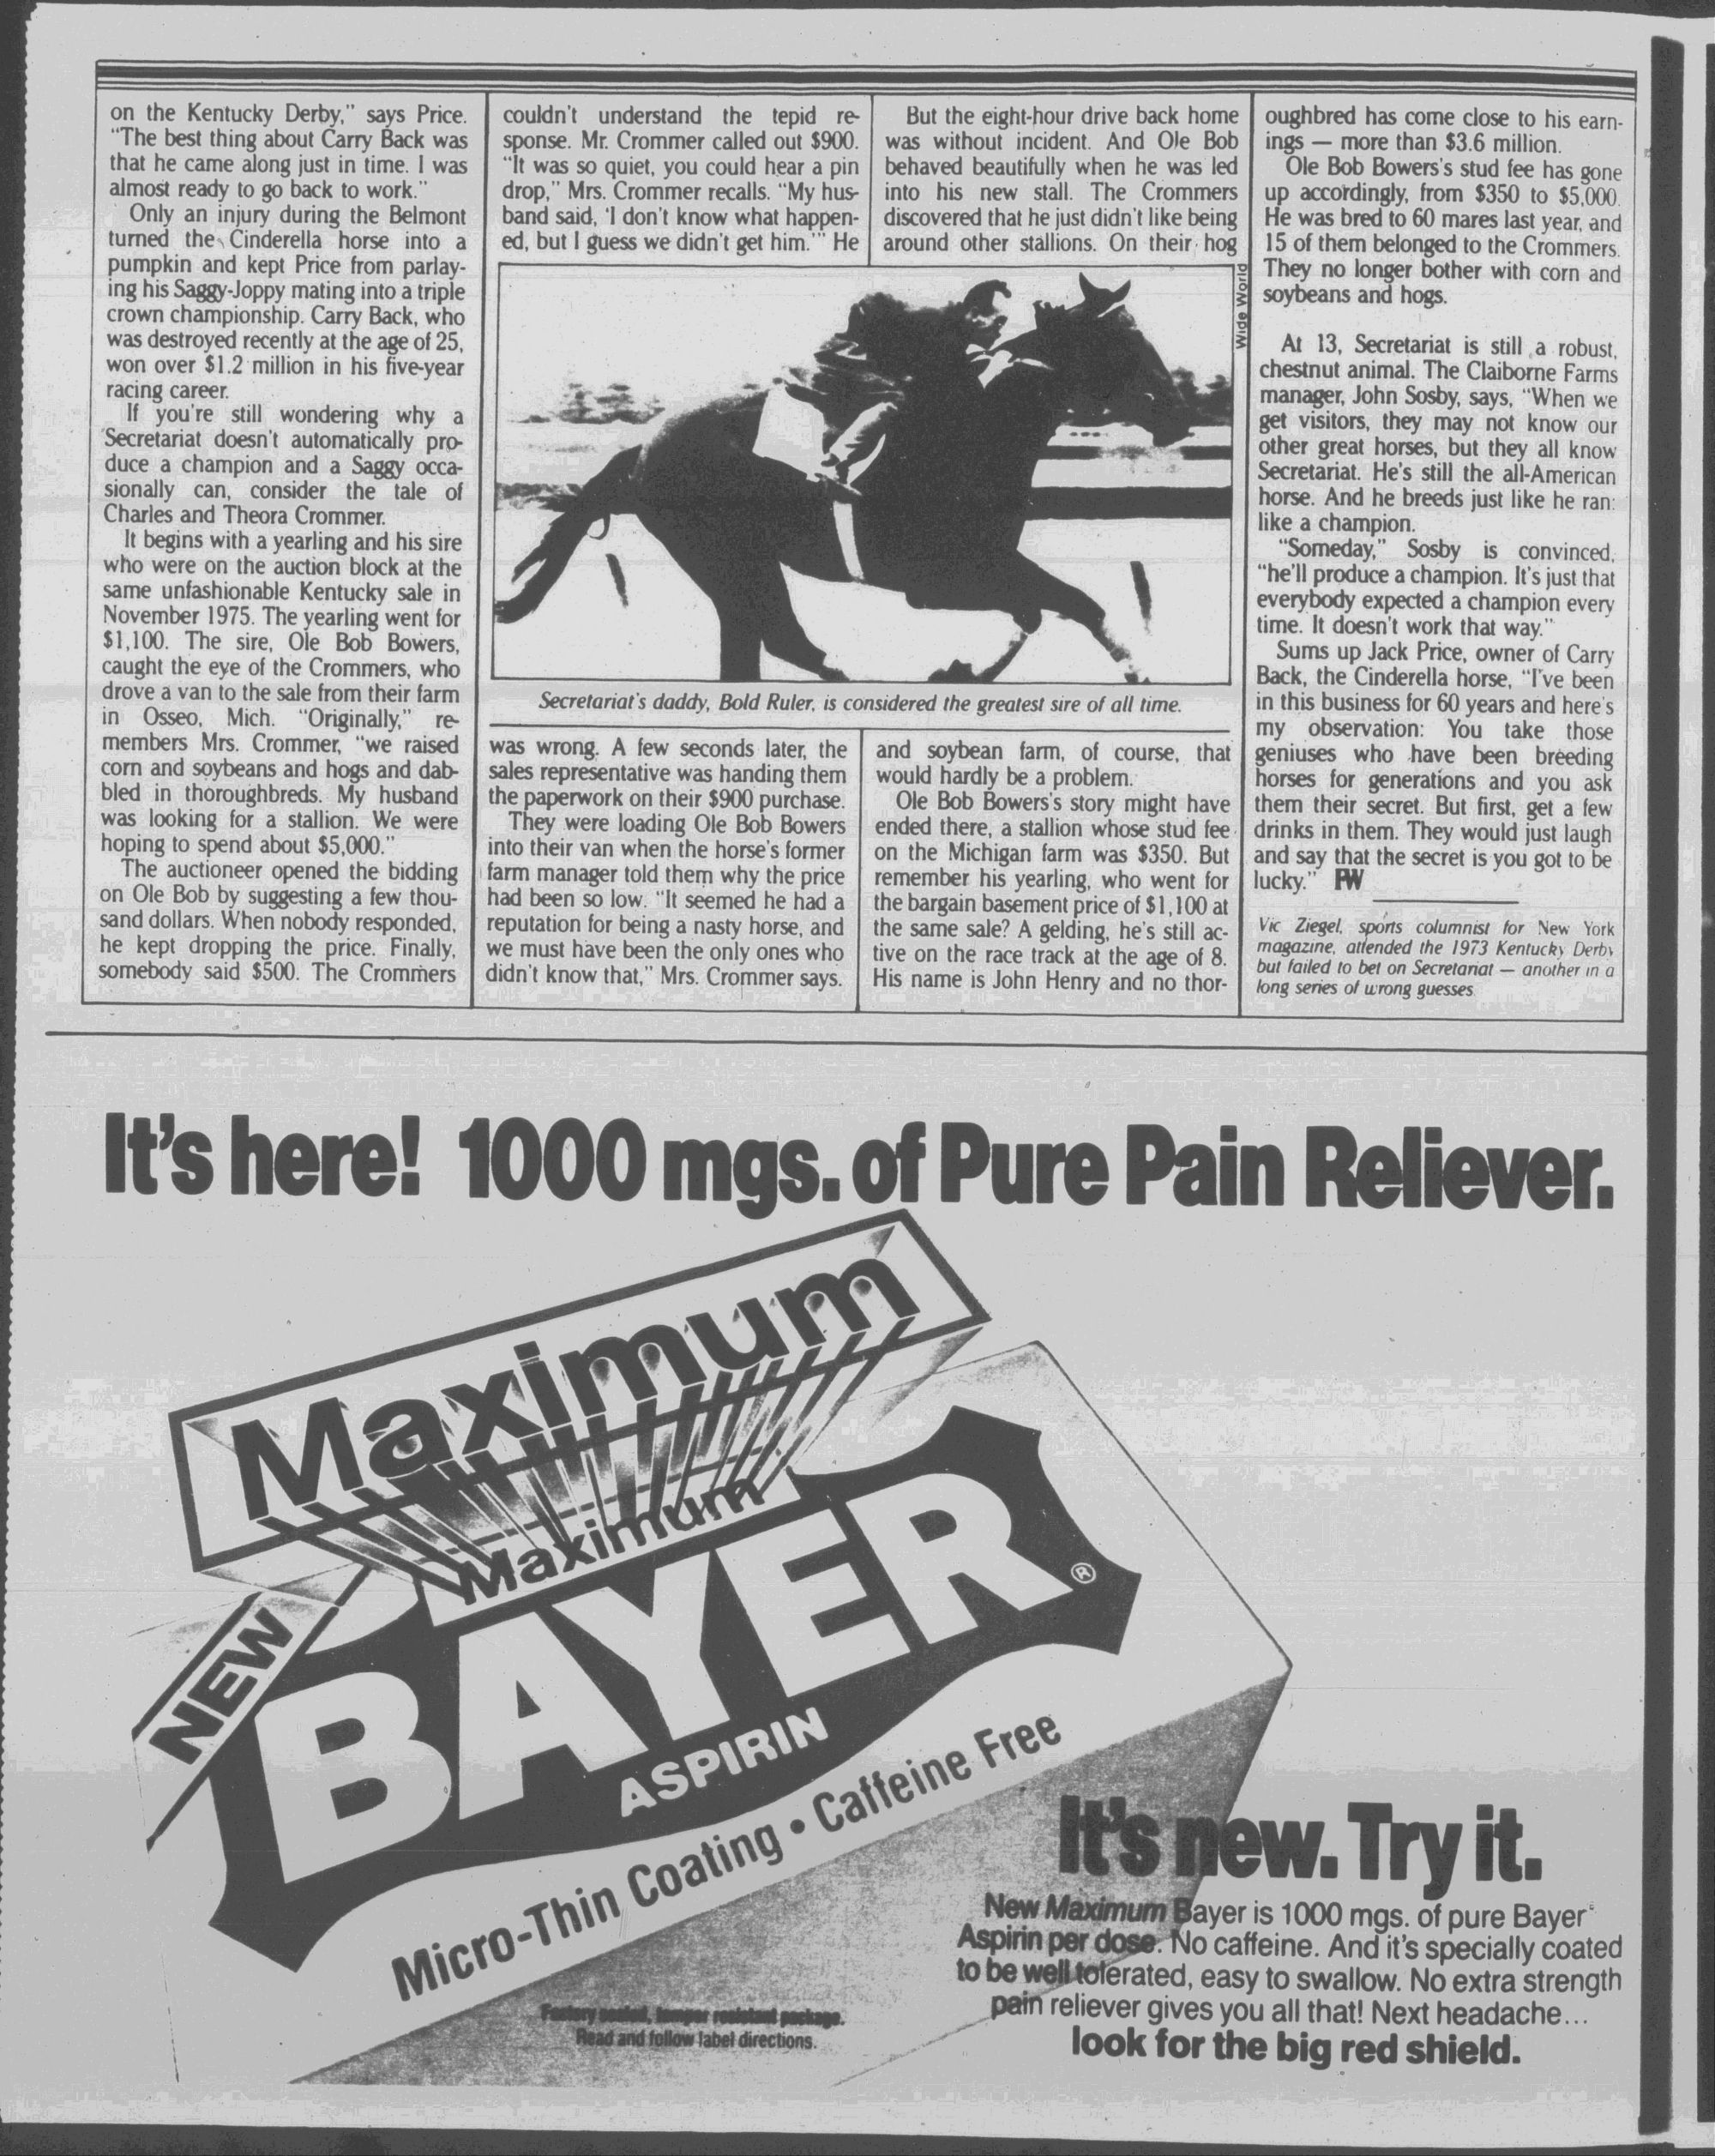 on the Kentucky Derby," says Price.
"The best thing about Carry Back was
that he came along just in time. I was
almost ready to go back to work."
Only an injury during the Belmont
turned the Cinderella horse into a
pumpkin and kept Price from parlay-
ing his Saggy-Joppy mating into a triple
crown championship. Carry Back, who
was destroyed recently at the age of 25,
won over $1.2 million in his five-year
racing career.
If you're still wondering why a
Secretariat doesn't automatically pro-
duce a champion and a Saggy occa-
sionally can, consider the tale of
Charles and Theora Crommer.
It begins with a yearling and his sire
who were on the auction block at the
same unfashionable Kentucky sale in
November 1975. The yearling went for
$1,100. The sire, Ole Bob Bowers,
caught the eye of the Crommers, who
drove a van to the sale from their farm
in Osseo, Mich. "Originally," re-
members Mrs. Crommer, "we raised
corn and soybeans and hogs and dab-
bled in thoroughbreds. My husband
was looking for a stallion. We were
hoping to spend about $5,000."
The auctioneer opened the bidding
on Ole Bob by suggesting a few thou-
sand dollars. When nobody responded,
he kept dropping the price. Finally,
somebody said $500. The Crommers
couldn't understand the tepid re-
sponse. Mr. Crommer called out $900.
"It was so quiet, you could hear a pin
drop," Mrs. Crommer recalls. "My hus-
band said, 'I don't know what happen-
ed, but I guess we didn't get him.'" He
was wrong. A few seconds later, the
sales representative was handing them
the paperwork on their $900 purchase.
They were loading Ole Bob Bowers
into their van when the horse's former
farm manager told them why the price
had been so low. "It seemed he had a
reputation for being a nasty horse, and
we must have been the only ones who
didn't know that," Mrs. Crommer says.
But the eight-hour drive back home
was without incident. And Ole Bob
behaved beautifully when he was led
into his new stall. The Crommers
discovered that he just didn't like being
around other stallions. On their hog
Wide World
Secretariat's daddy, Bold Ruler, is considered the greatest sire of all time.
and soybean farm, of course, that
would hardly be a problem.
Ole Bob Bowers's story might have
ended there, a stallion whose stud fee
on the Michigan farm was $350. But
remember his yearling, who went for
the bargain basement price of $1,100 at
the same sale? A gelding, he's still ac-
tive on the race track at the age of 8.
His name is John Henry and no thor-
oughbred has come close to his earn-
ings — more than $3.6 million.
Ole Bob Bowers's stud fee has gone
up accordingly, from $350 to $5,000.
He was bred to 60 mares last year, and
15 of them belonged to the Crommers.
They no longer bother with corn and
soybeans and hogs.
At 13, Secretariat is still a robust,
chestnut animal. The Claiborne Farms
manager, John Sosby, says, "When we
get visitors, they may not know our
other great horses, but they all know
Secretariat. He's still the all-American
horse. And he breeds just like he ran:
like a champion.
"Someday," Sosby is convinced,
"he'll produce a champion. It's just that
everybody expected a champion every
time. It doesn't work that way."
Sums up Jack Price, owner of Carry
Back, the Cinderella horse, "I've been
in this business for 60 years and here's
my observation: You take those
geniuses who have been breeding
horses for generations and you ask
them their secret. But first, get a few
drinks in them. They would just laugh
and say that the secret is you got to be
lucky." FW
Vic Ziegel, sports columnist for New York
magazine, attended the 1973 Kentucky Derby
but failed to bet on Secretariat — another in a
long series of wrong guesses.
It's here! 1000 mgs. of Pure Pain Reliever.
Maximum
Maximum
NEW
BAYER®
ASPIRIN
Micro-Thin Coating • Caffeine Free
Factory sealed, tamper resistant package.
Read and follow label directions.
It's new. Try it.
New Maximum Bayer is 1000 mgs. of pure Bayer®
Aspirin per dose. No caffeine. And it's specially coated
to be well tolerated, easy to swallow. No extra strength
pain reliever gives you all that! Next headache...
look for the big red shield.